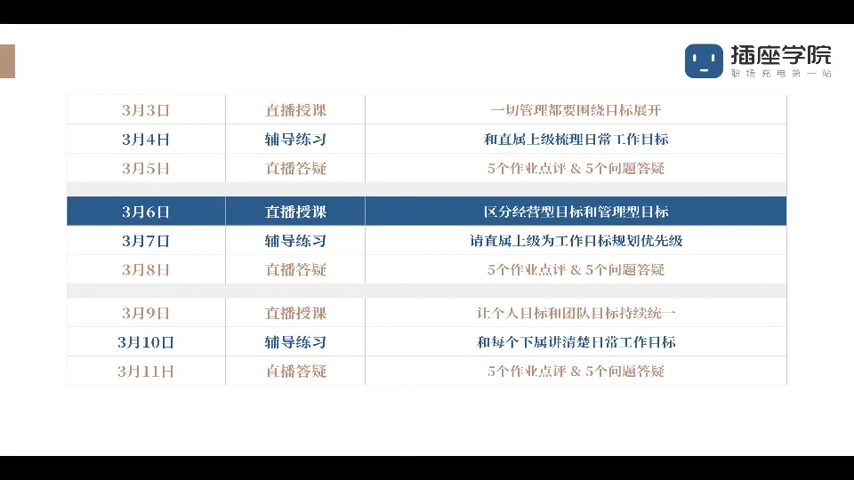 插座学院
职场充电第一站
3月3日 直播授课 一切管理都要围绕目标展开
3月4日 辅导练习 和直属上级梳理日常工作目标
3月5日 直播答疑 5个作业点评 & 5个问题答疑
3月6日 直播授课 区分经营型目标和管理型目标
3月7日 辅导练习 请直属上级为工作目标规划优先级
3月8日 直播答疑 5个作业点评 & 5个问题答疑
3月9日 直播授课 让个人目标和团队目标持续统一
3月10日 辅导练习 和每个下属讲清楚日常工作目标
3月11日 直播答疑 5个作业点评 & 5个问题答疑